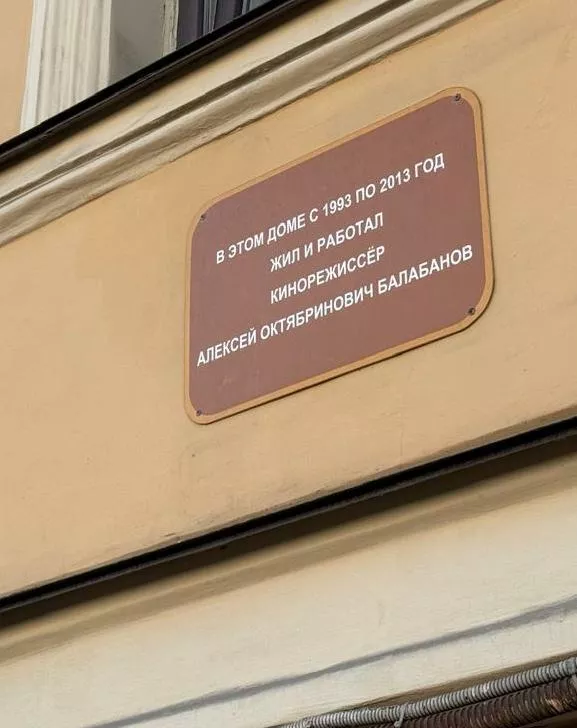 В ЭТОМ ДОМЕ С 1993 ПО 2013 ГОД
ЖИЛ И РАБОТАЛ
КИНОРЕЖИССЁР
АЛЕКСЕЙ ОКТЯБРИНОВИЧ БАЛАБАНОВ